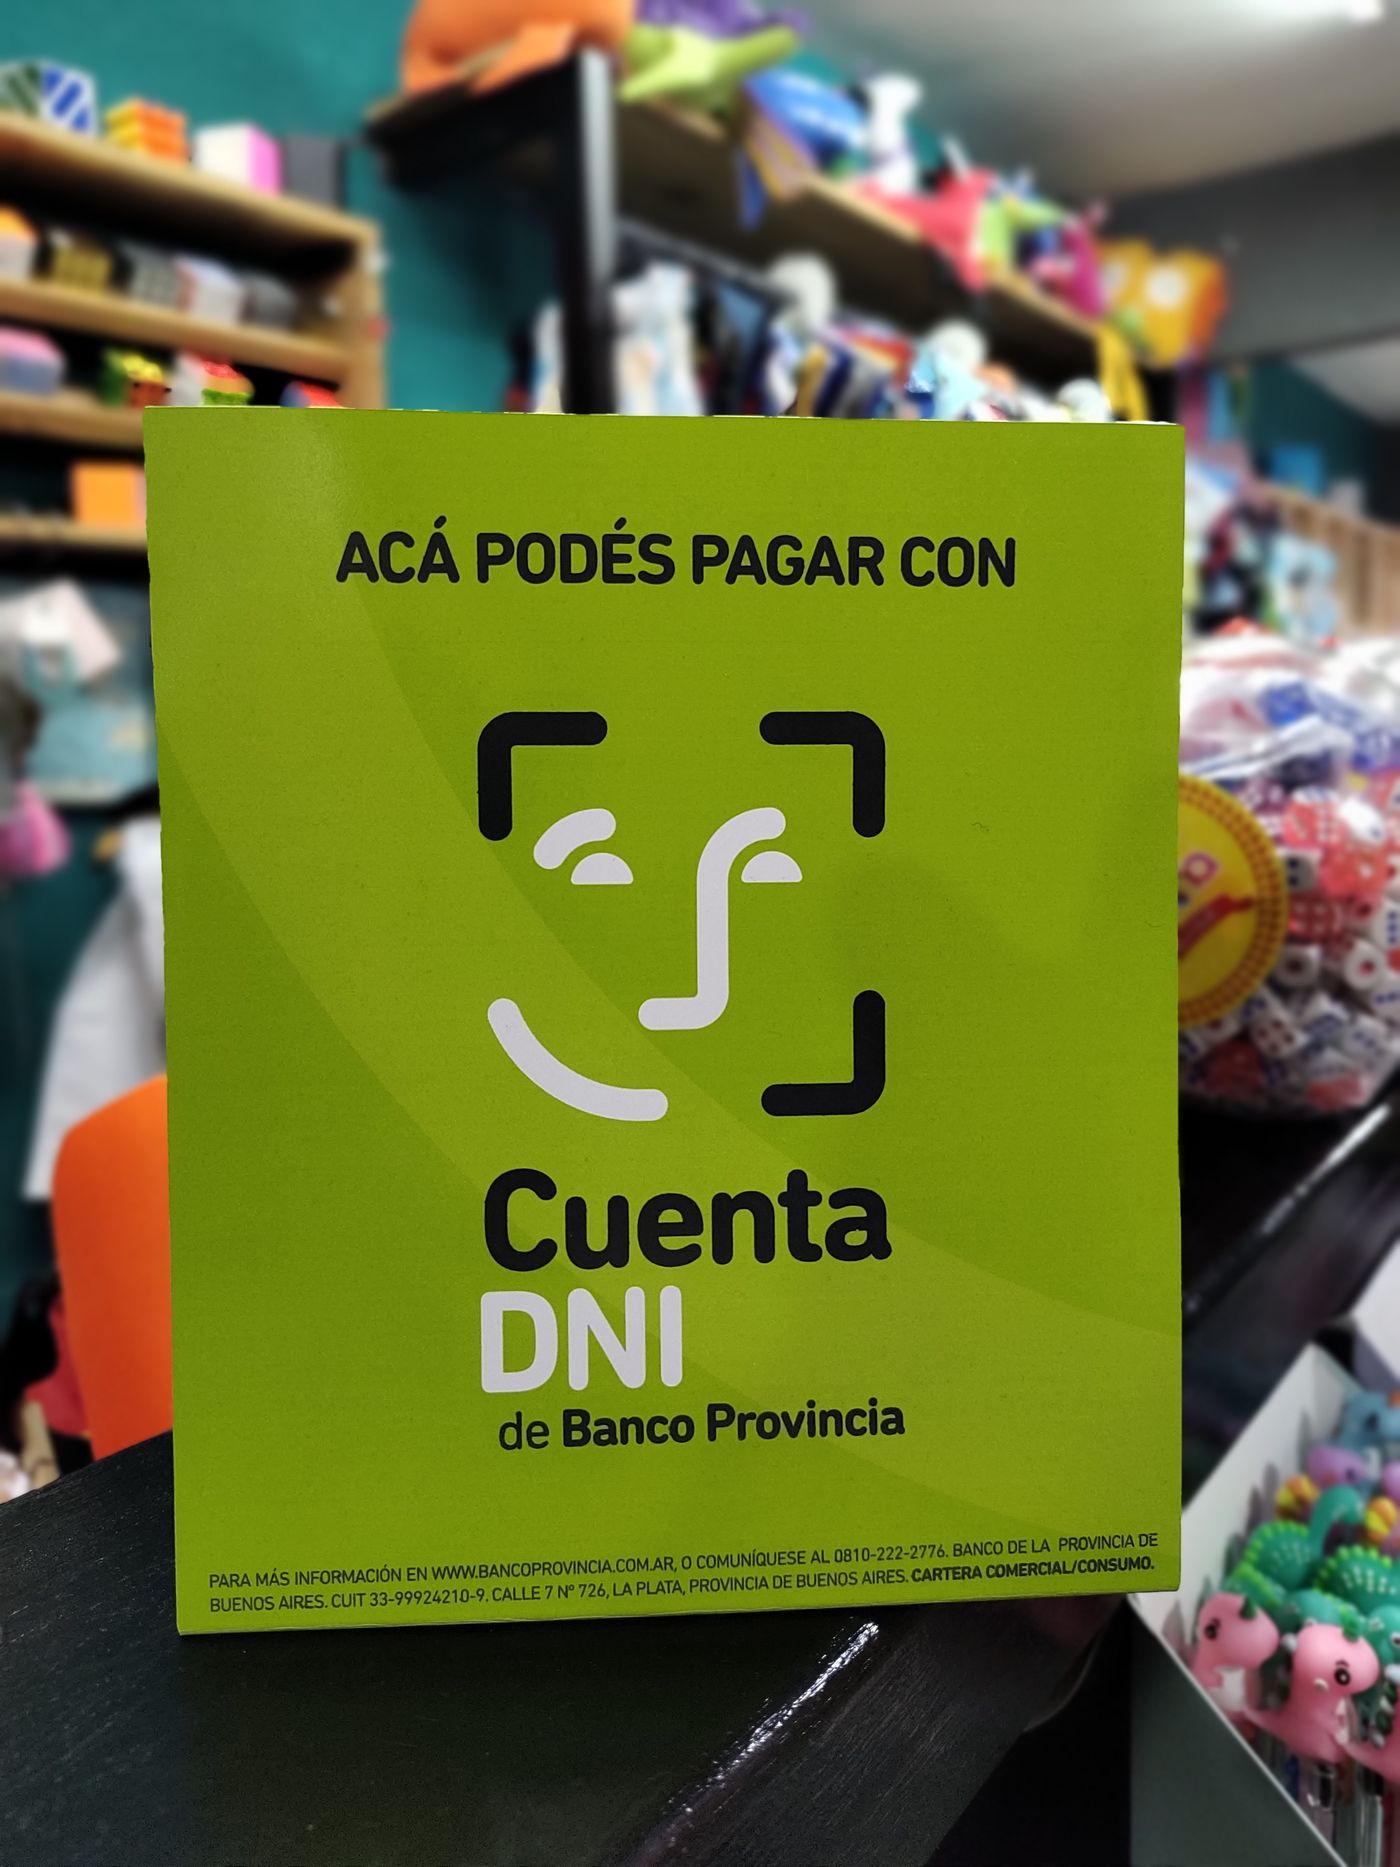 ACÁ PODÉS PAGAR CON
Cuenta
DNI
de Banco Provincia
PARA MÁS INFORMACIÓN EN WWW.BANCOPROVINCIA.COM.AR, O COMUNÍQUESE AL 0810-222-2776. BANCO DE LA PROVINCIA DE
BUENOS AIRES. CUIT 33-99924210-9. CALLE 7 Nº 726, LA PLATA, PROVINCIA DE BUENOS AIRES. CARTERA COMERCIAL/CONSUMO.